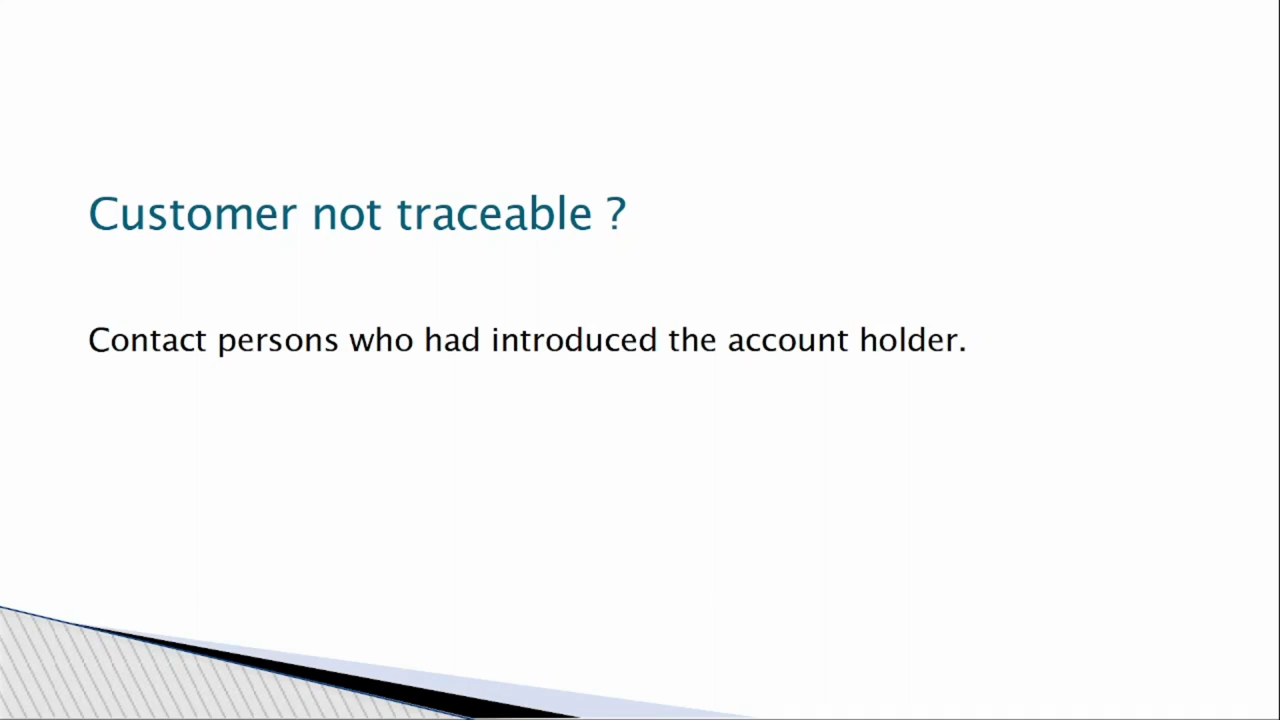 Customer not traceable ?
Contact persons who had introduced the account holder.